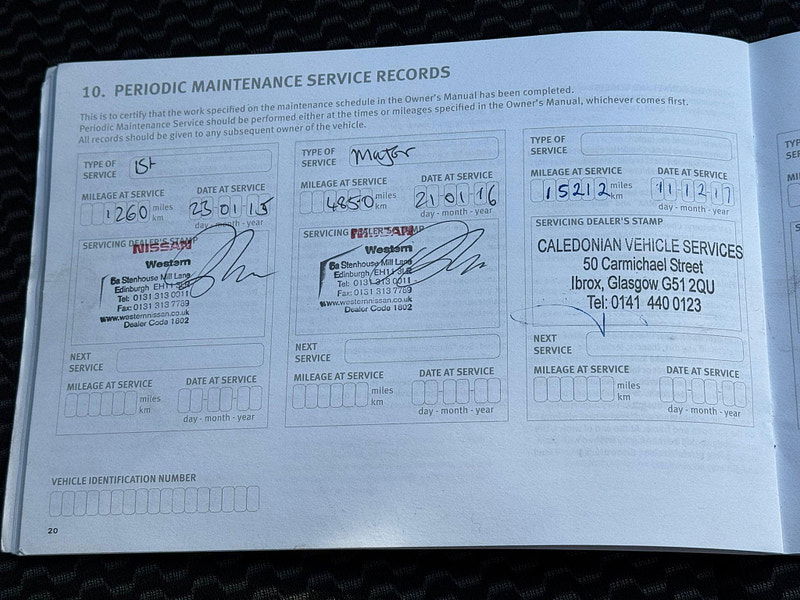 10. PERIODIC MAINTENANCE SERVICE RECORDS
This is to certify that the work specified on the maintenance schedule in the Owner's Manual has been completed.
Periodic Maintenance Service should be performed either at the times or mileages specified in the Owner's Manual, whichever comes first.
All records should be given to any subsequent owner of the vehicle.
TYPE OF
SERVICE 1st
MILEAGE AT SERVICE DATE AT SERVICE
1260 miles 23 01 15
km day - month - year
SERVICING DEALER'S STAMP
NISSAN
Western
6a Stenhouse Mill Lane
Edinburgh EH11
Tel: 0131 313 0011
Fax: 0131 313 7789
www.westernnissan.co.uk
Dealer Code 1802
NEXT
SERVICE
MILEAGE AT SERVICE DATE AT SERVICE
miles
km day - month - year
TYPE OF
SERVICE Major
MILEAGE AT SERVICE DATE AT SERVICE
4850 miles 21 01 16
km day - month - year
SERVICING DEALER'S STAMP
NISSAN
Western
6a Stenhouse Mill Lane
Edinburgh EH11
Tel: 0131 313 0011
Fax: 0131 313 7789
www.westernnissan.co.uk
Dealer Code 1802
NEXT
SERVICE
MILEAGE AT SERVICE DATE AT SERVICE
miles
km day - month - year
TYPE OF
SERVICE
MILEAGE AT SERVICE DATE AT SERVICE
15212 miles 11 12 17
km day - month - year
SERVICING DEALER'S STAMP
CALEDONIAN VEHICLE SERVICES
50 Carmichael Street
Ibrox, Glasgow G51 2QU
Tel: 0141 440 0123
NEXT
SERVICE
MILEAGE AT SERVICE DATE AT SERVICE
miles
km day - month - year
VEHICLE IDENTIFICATION NUMBER
20